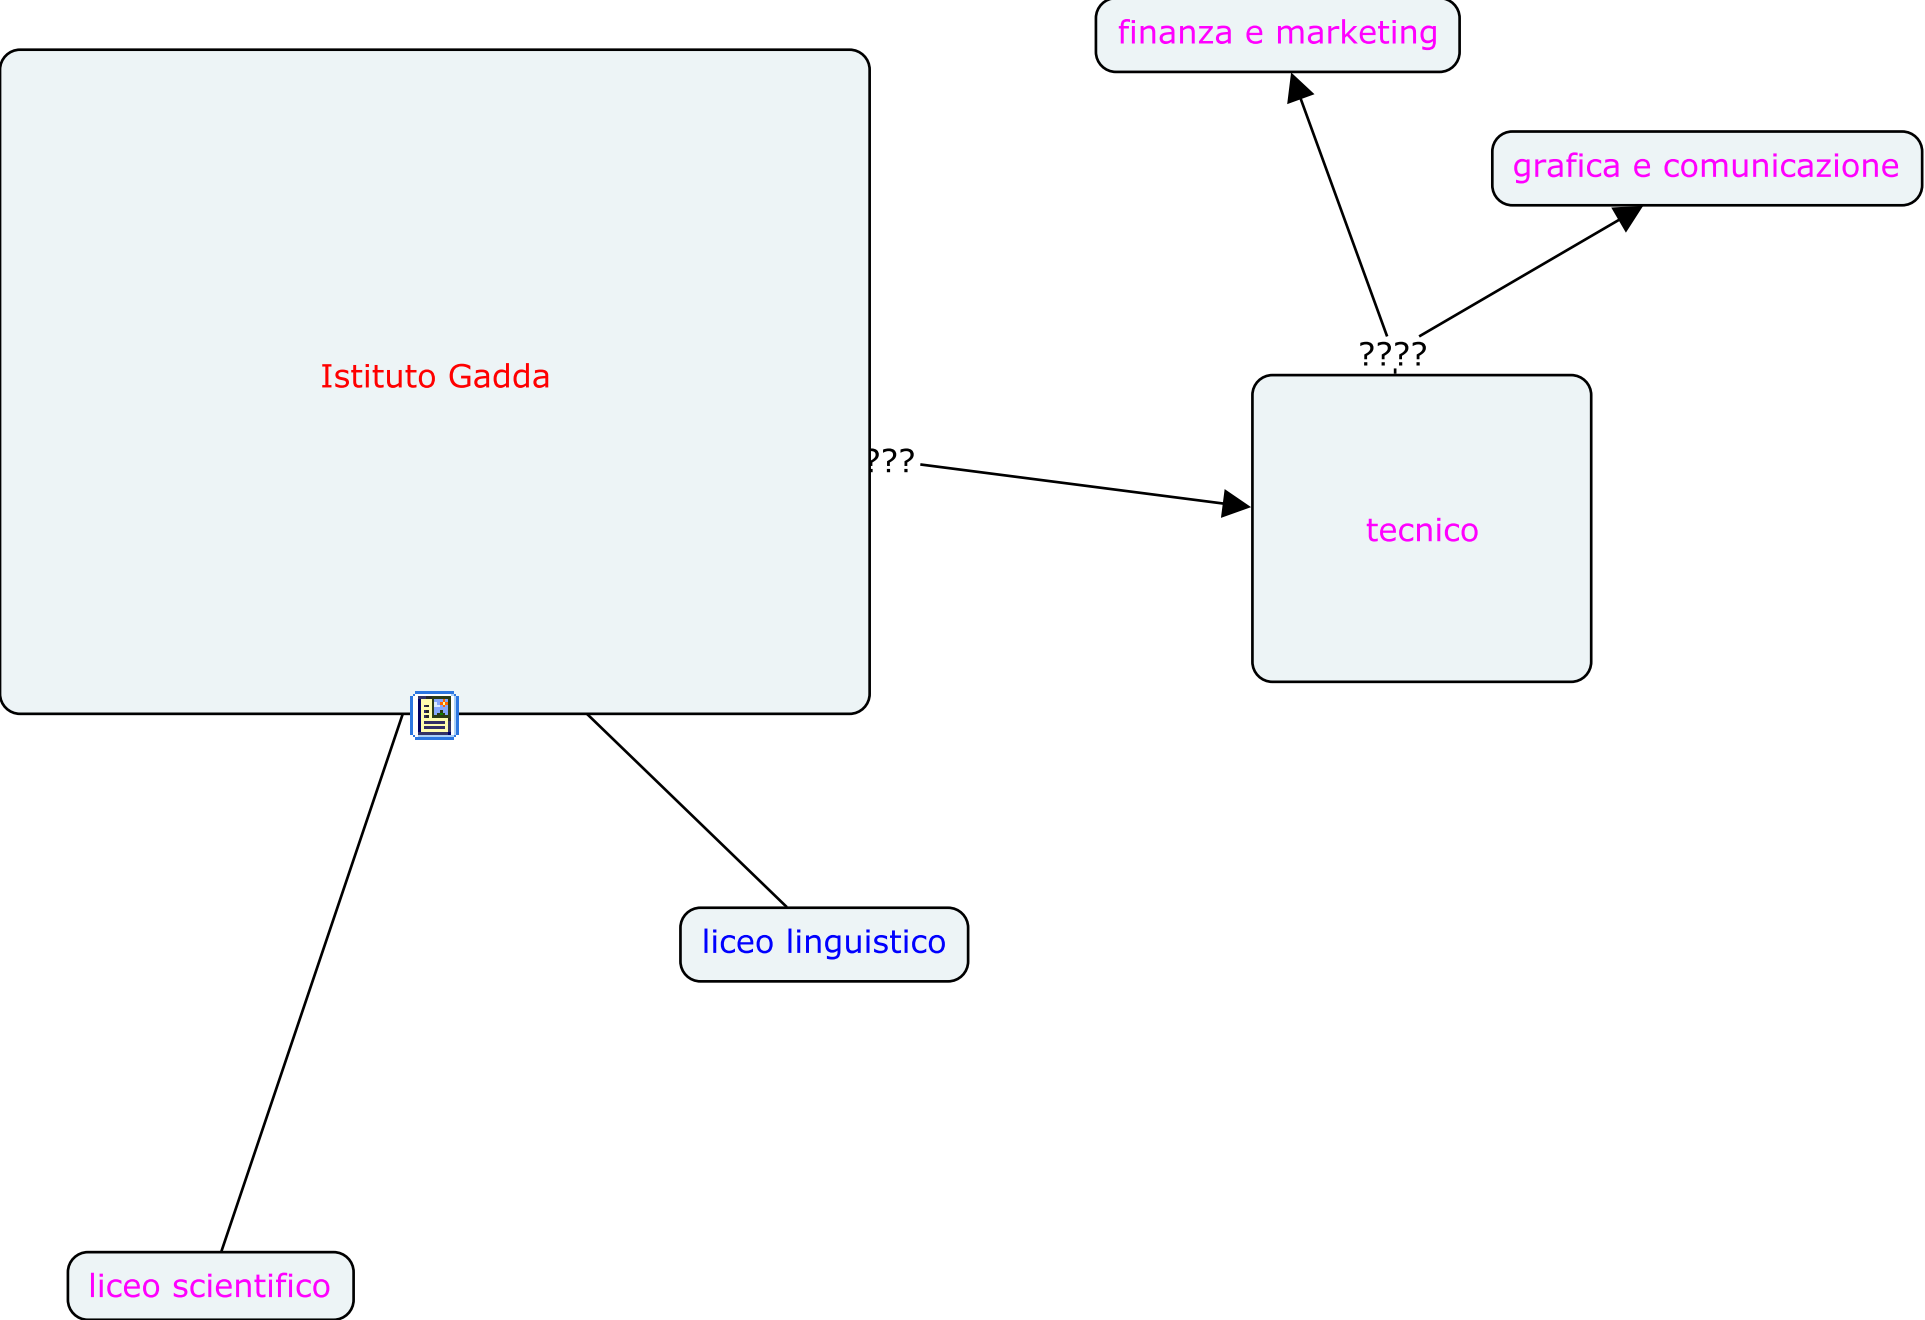 finanza e marketing
grafica e comunicazione
????
Istituto Gadda
???
tecnico
liceo linguistico
liceo scientifico